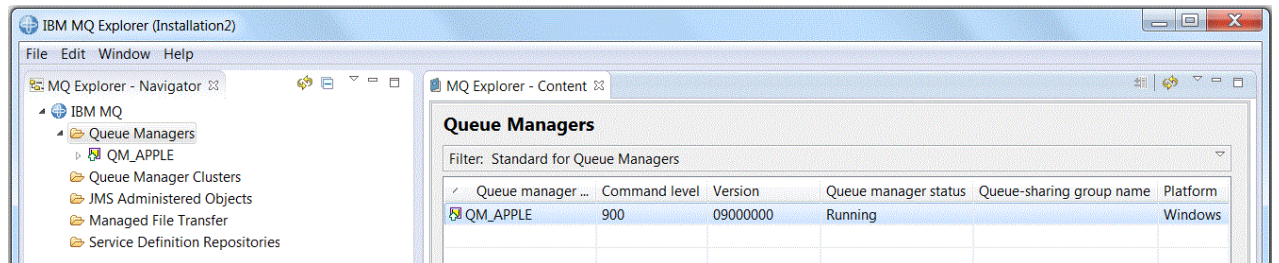 IBM MQ Explorer (Installation2)
File Edit Window Help
MQ Explorer - Navigator
IBM MQ
Queue Managers
QM_APPLE
Queue Manager Clusters
JMS Administered Objects
Managed File Transfer
Service Definition Repositories
MQ Explorer - Content
Queue Managers
Filter: Standard for Queue Managers
Queue manager ... Command level Version Queue manager status Queue-sharing group name Platform
QM_APPLE 900 09000000 Running Windows